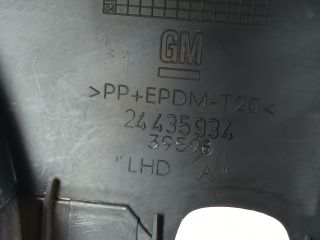 GM
>PP+EPDM-T20<
24435934
39596
"LHD A"